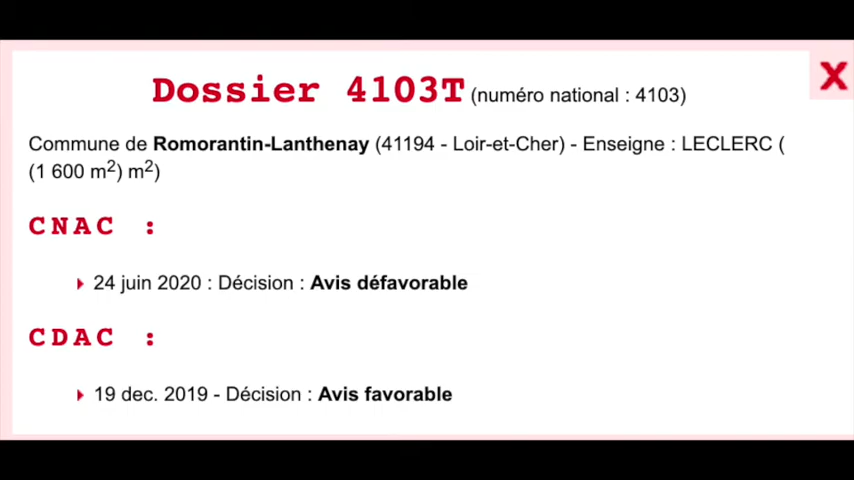 Dossier 4103T (numéro national : 4103)
X
Commune de Romorantin-Lanthenay (41194 - Loir-et-Cher) - Enseigne : LECLERC (
(1 600 m²) m²)
CNAC :
24 juin 2020 : Décision : Avis défavorable
CDAC :
19 dec. 2019 - Décision : Avis favorable